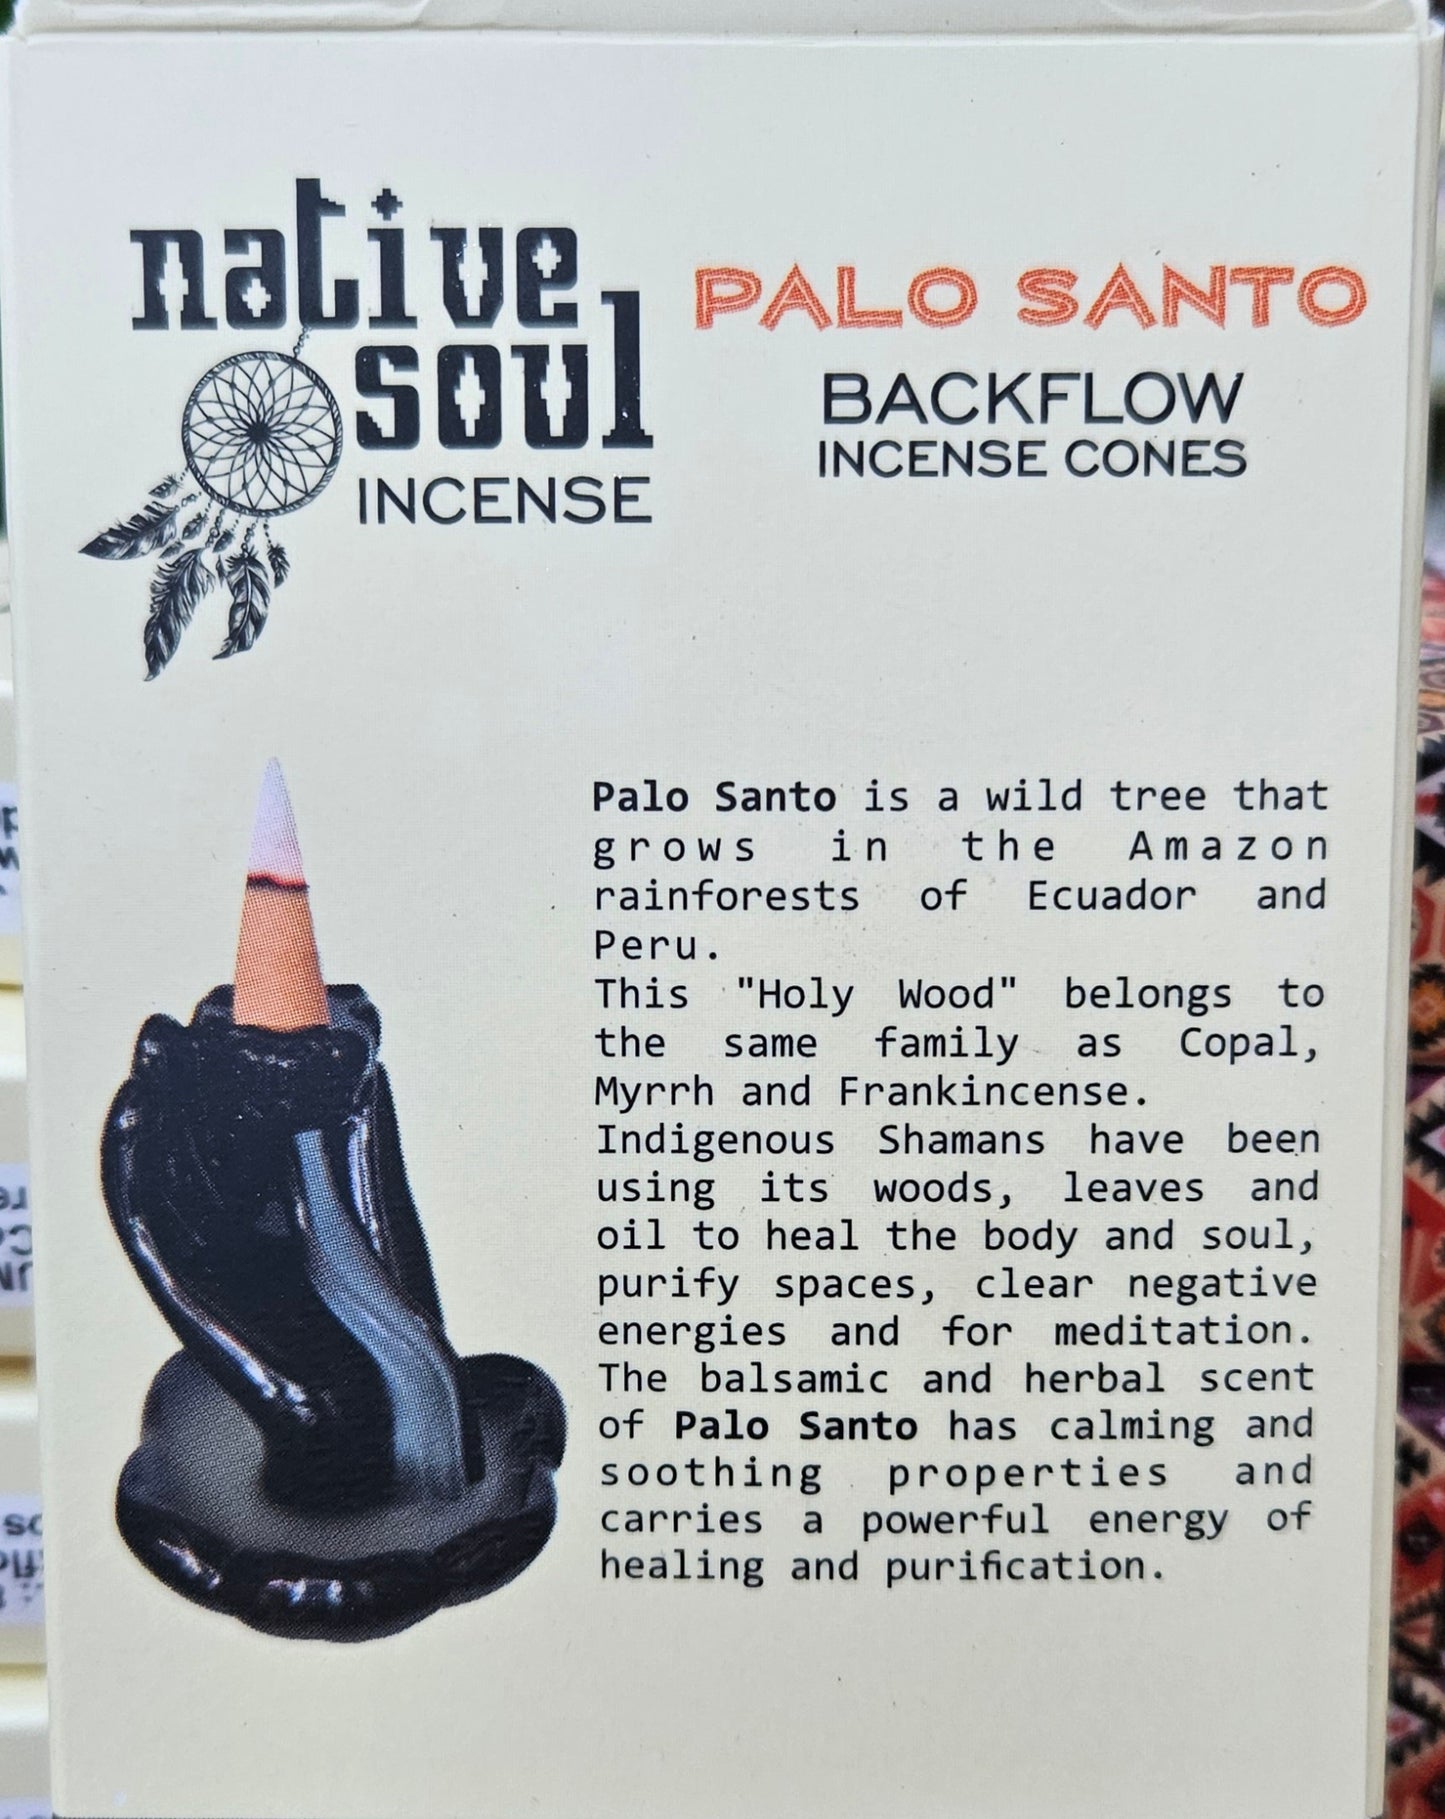 native
soul
INCENSE
PALO SANTO
BACKFLOW
INCENSE CONES
Palo Santo is a wild tree that
grows in the Amazon
rainforests of Ecuador and
Peru.
This "Holy Wood" belongs to
the same family as Copal,
Myrrh and Frankincense.
Indigenous Shamans have been
using its woods, leaves and
oil to heal the body and soul,
purify spaces, clear negative
energies and for meditation.
The balsamic and herbal scent
of Palo Santo has calming and
soothing properties and
carries a powerful energy of
healing and purification.